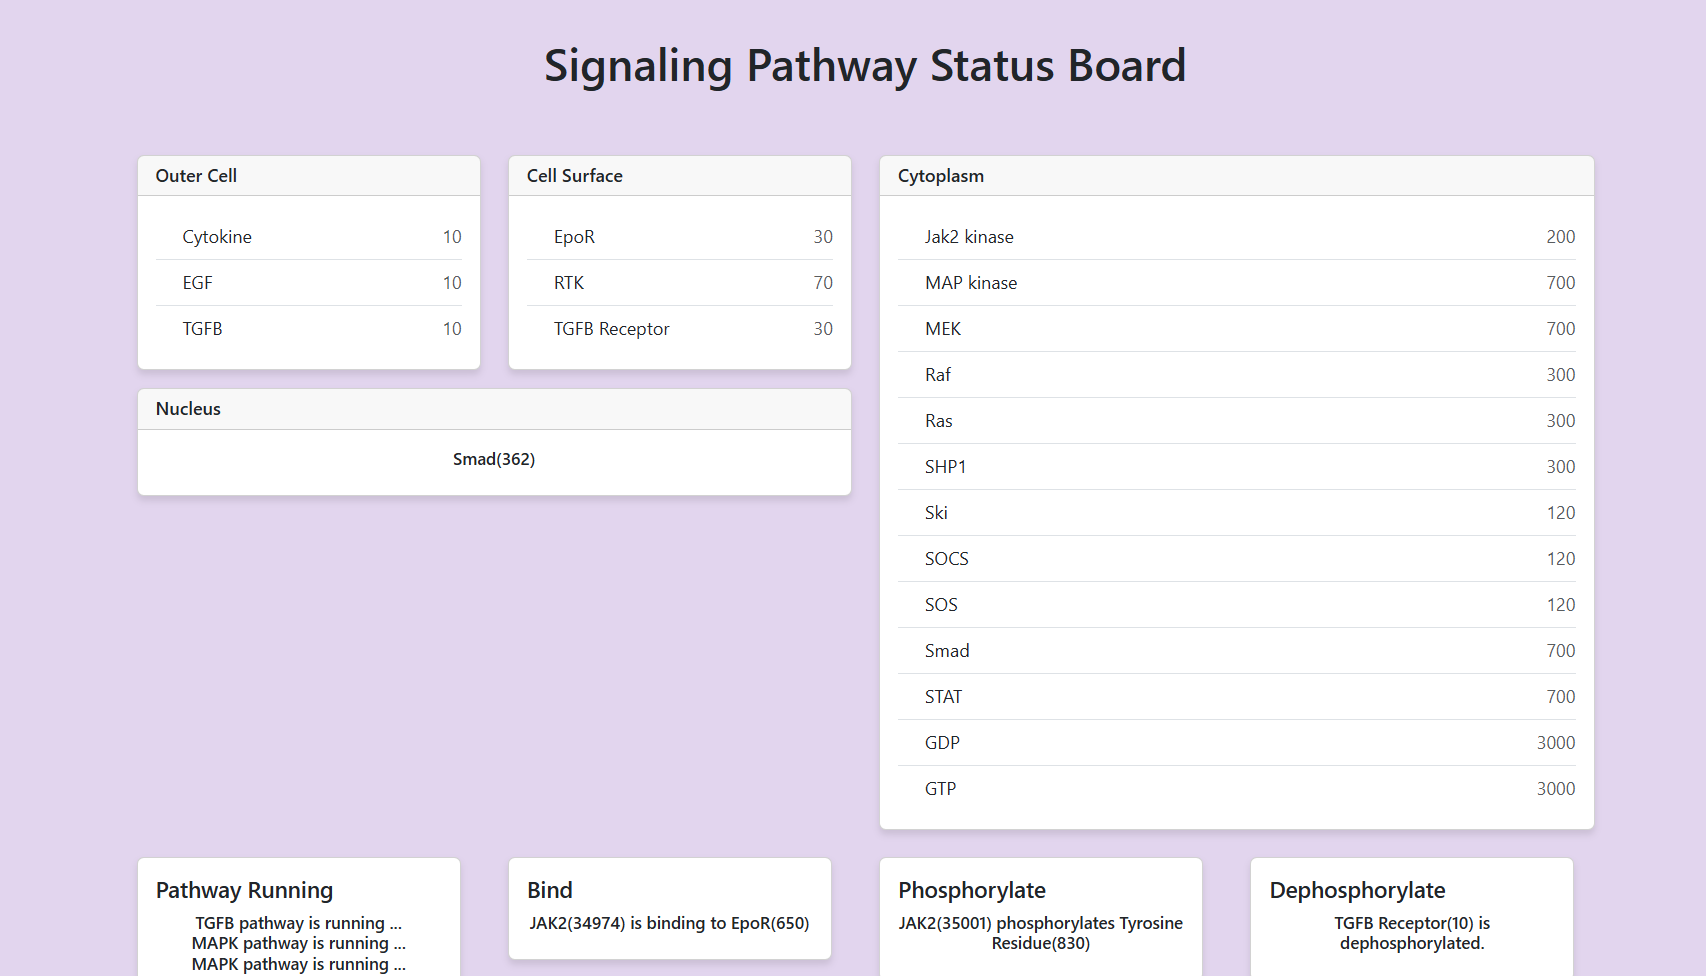 Signaling Pathway Status Board
Outer Cell
Cytokine 10
EGF 10
TGFB 10
Cell Surface
EpoR 30
RTK 70
TGFB Receptor 30
Nucleus
Smad(362)
Cytoplasm
Jak2 kinase 200
MAP kinase 700
MEK 700
Raf 300
Ras 300
SHP1 300
Ski 120
SOCS 120
SOS 120
Smad 700
STAT 700
GDP 3000
GTP 3000
Pathway Running
TGFB pathway is running ...
MAPK pathway is running ...
MAPK pathway is running ...
Bind
JAK2(34974) is binding to EpoR(650)
Phosphorylate
JAK2(35001) phosphorylates Tyrosine
Residue(830)
Dephosphorylate
TGFB Receptor(10) is
dephosphorylated.